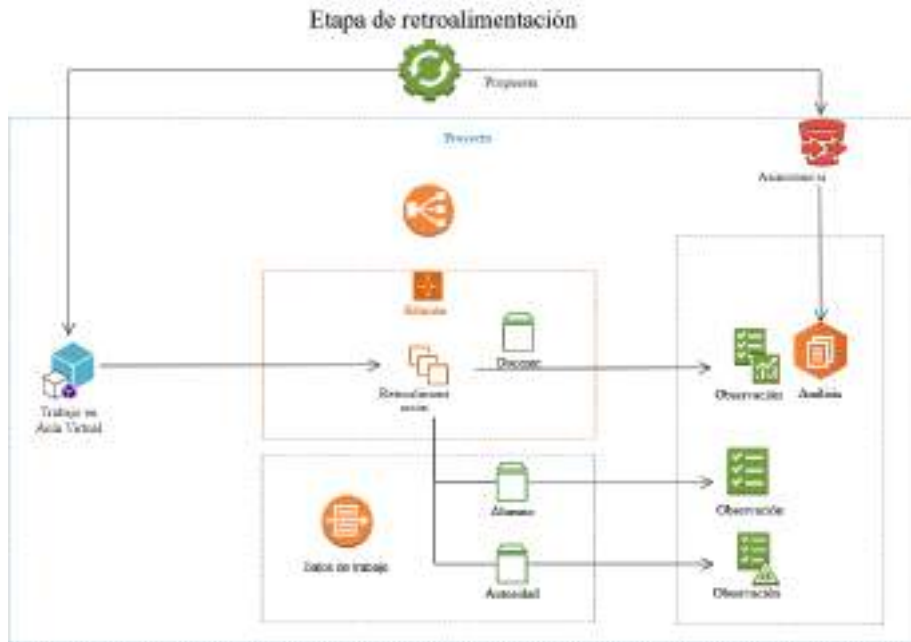 Etapa de retroalimentación
Propuesta
Proyecto
Docente
Retroaliment
Observación
Análisis
Trabajo en
Aula Virtual
Alumno
Observación
Datos de trabajo
Autoridad
Observación